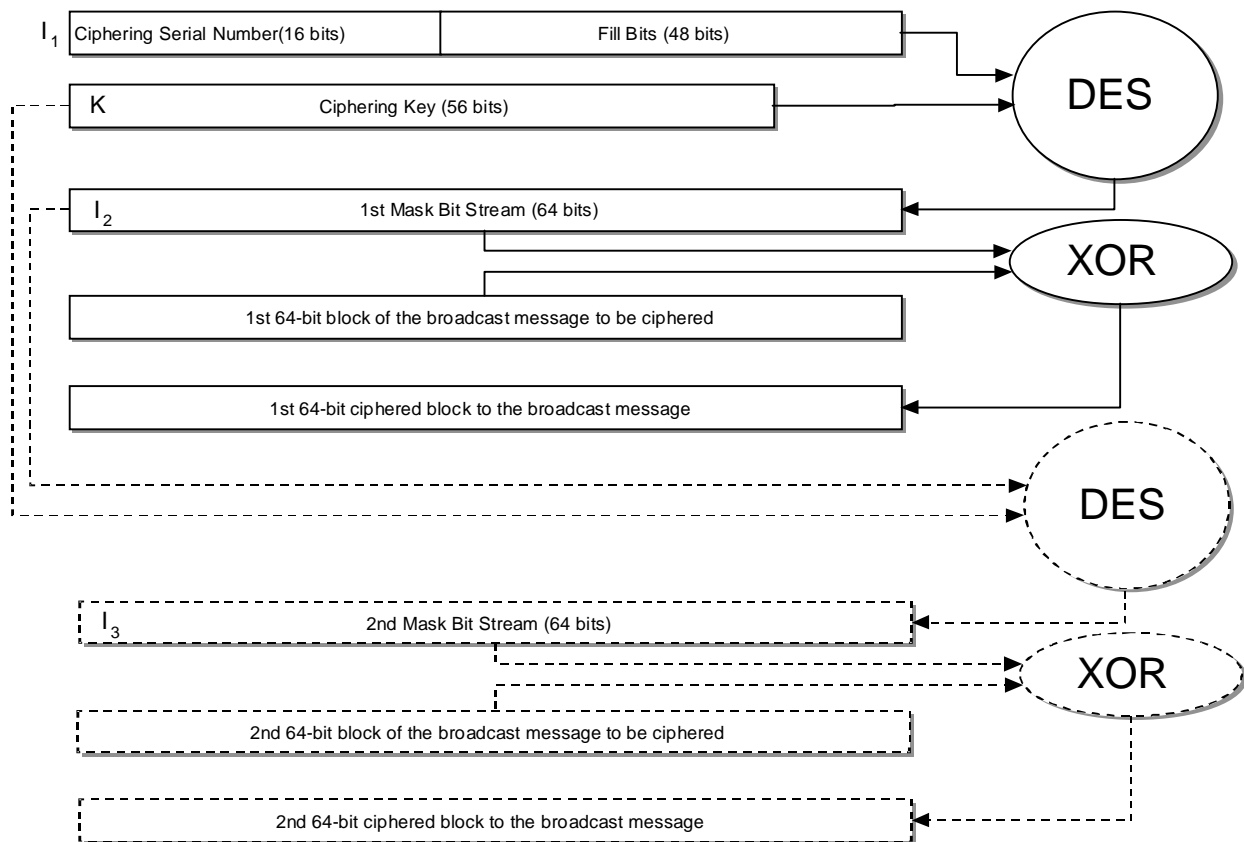 I1 Ciphering Serial Number(16 bits) Fill Bits (48 bits)
DES
K Ciphering Key (56 bits)
I2 1st Mask Bit Stream (64 bits)
XOR
1st 64-bit block of the broadcast message to be ciphered
1st 64-bit ciphered block to the broadcast message
DES
I3 2nd Mask Bit Stream (64 bits)
XOR
2nd 64-bit block of the broadcast message to be ciphered
2nd 64-bit ciphered block to the broadcast message